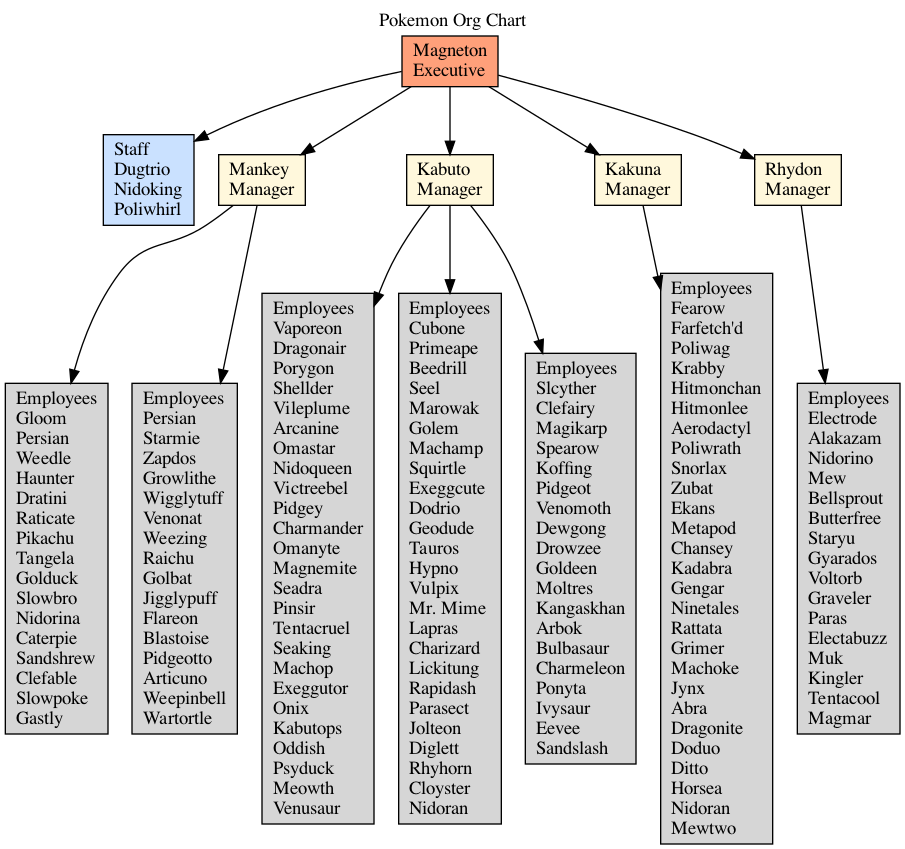 Pokemon Org Chart
Magneton
Executive
Staff
Dugtrio
Nidoking
Poliwhirl
Mankey
Manager
Kabuto
Manager
Kakuna
Manager
Rhydon
Manager
Employees
Gloom
Persian
Weedle
Haunter
Dratini
Raticate
Pikachu
Tangela
Golduck
Slowbro
Nidorina
Caterpie
Sandshrew
Clefable
Slowpoke
Gastly
Employees
Persian
Starmie
Zapdos
Growlithe
Wigglytuff
Venonat
Weezing
Raichu
Golbat
Jigglypuff
Flareon
Blastoise
Pidgeotto
Articuno
Weepinbell
Wartortle
Employees
Vaporeon
Dragonair
Porygon
Shellder
Vileplume
Arcanine
Omastar
Nidoqueen
Victreebel
Pidgey
Charmander
Omanyte
Magnemite
Seadra
Pinsir
Tentacruel
Seaking
Machop
Exeggutor
Onix
Kabutops
Oddish
Psyduck
Meowth
Venusaur
Employees
Cubone
Primeape
Beedrill
Seel
Marowak
Golem
Machamp
Squirtle
Exeggcute
Dodrio
Geodude
Tauros
Hypno
Vulpix
Mr. Mime
Lapras
Charizard
Lickitung
Rapidash
Parasect
Jolteon
Diglett
Rhyhorn
Cloyster
Nidoran
Employees
Slcyther
Clefairy
Magikarp
Spearow
Koffing
Pidgeot
Venomoth
Dewgong
Drowzee
Goldeen
Moltres
Kangaskhan
Arbok
Bulbasaur
Charmeleon
Ponyta
Ivysaur
Eevee
Sandslash
Employees
Fearow
Farfetch'd
Poliwag
Krabby
Hitmonchan
Hitmonlee
Aerodactyl
Poliwrath
Snorlax
Zubat
Ekans
Metapod
Chansey
Kadabra
Gengar
Ninetales
Rattata
Grimer
Machoke
Jynx
Abra
Dragonite
Doduo
Ditto
Horsea
Nidoran
Mewtwo
Employees
Electrode
Alakazam
Nidorino
Mew
Bellsprout
Butterfree
Staryu
Gyarados
Voltorb
Graveler
Paras
Electabuzz
Muk
Kingler
Tentacool
Magmar